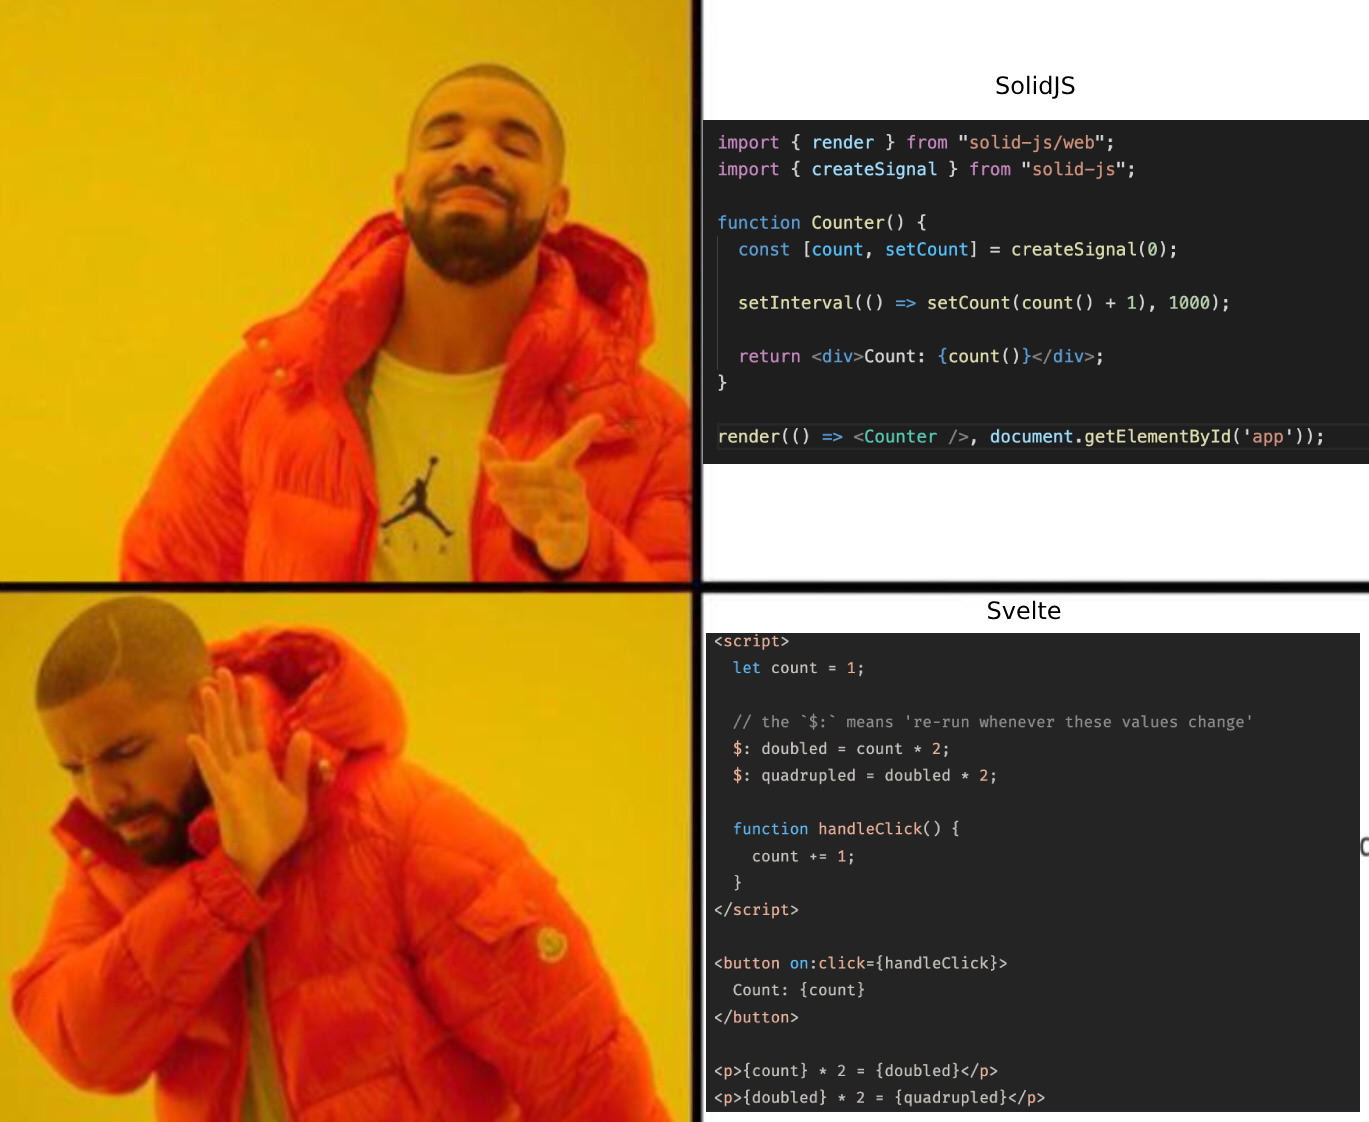 SolidJS
import { render } from "solid-js/web";
import { createSignal } from "solid-js";
function Counter() {
const [count, setCount] = createSignal(0);
setInterval(() => setCount(count() + 1), 1000);
return <div>Count: {count()}</div>;
}
render(() => <Counter />, document.getElementById('app'));
Svelte
<script>
let count = 1;
// the `$:` means 're-run whenever these values change'
$: doubled = count * 2;
$: quadrupled = doubled * 2;
function handleClick() {
count += 1;
}
</script>
<button on:click={handleClick}>
Count: {count}
</button>
<p>{count} * 2 = {doubled}</p>
<p>{doubled} * 2 = {quadrupled}</p>